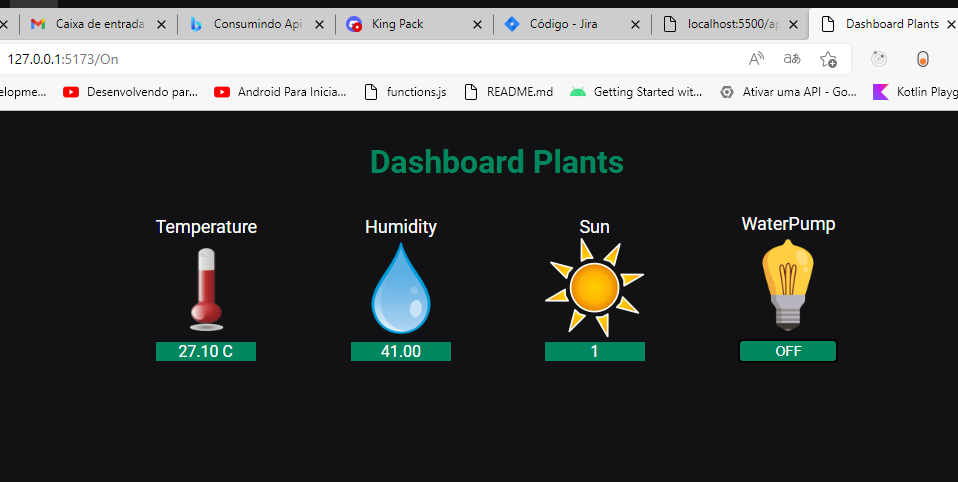 Caixa de entrada
Consumindo Api
King Pack
Código - Jira
localhost:5500/ap
Dashboard Plants
127.0.0.1:5173/On
elopme...
Desenvolvendo par...
Android Para Inicia...
functions.js
README.md
Getting Started wit...
Ativar uma API - Go...
Kotlin Playg
Dashboard Plants
Temperature
Humidity
Sun
WaterPump
27.10 C
41.00
1
OFF